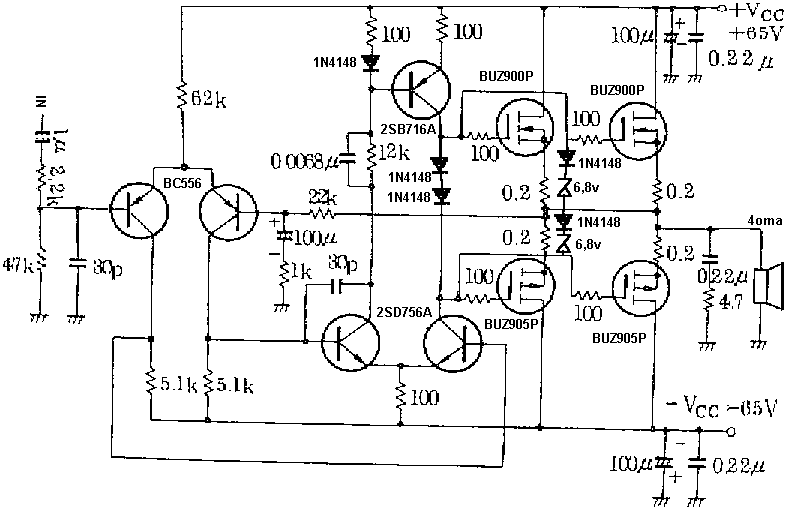 +VCC
+65V
100 100 100µ 0.22µ
1N4148
BUZ900P
BUZ900P
IN
62k
1µ
2SB716A
100
100
0.0068µ
12k
1N4148
1N4148
2.2k
BC556
1N4148
6,8v
0.2
0.2
22k
1N4148
0.2
4oma
100µ
6,8v
0.2
47k
30p
1k
30p
100
0.22µ
4.7
2SD756A
100
BUZ905P
BUZ905P
5.1k
5.1k
100
-VCC -65V
100µ
0.22µ